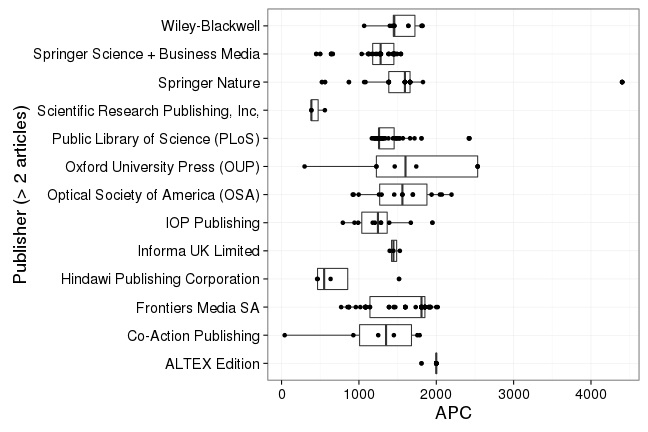 Publisher (> 2 articles)
Wiley-Blackwell
Springer Science + Business Media
Springer Nature
Scientific Research Publishing, Inc,
Public Library of Science (PLoS)
Oxford University Press (OUP)
Optical Society of America (OSA)
IOP Publishing
Informa UK Limited
Hindawi Publishing Corporation
Frontiers Media SA
Co-Action Publishing
ALTEX Edition
0 1000 2000 3000 4000
APC